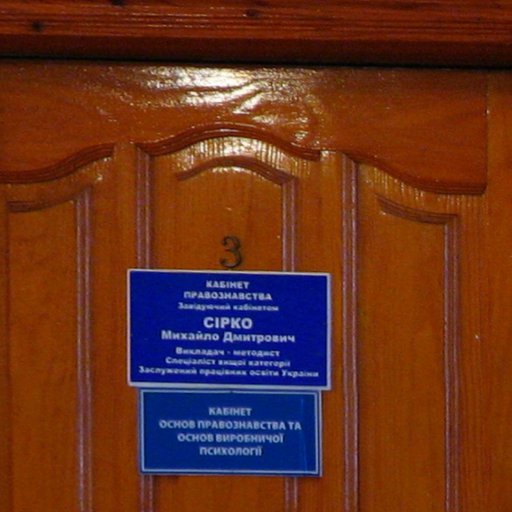 3
КАБІНЕТ
ПРАВОЗНАВСТВА
Завідуючий кабінетом
СІРКО
Михайло Дмитрович
Викладач - методист
Спеціаліст вищої категорії
Заслужений працівник освіти України
КАБІНЕТ
ОСНОВ ПРАВОЗНАВСТВА ТА
ОСНОВ ВИРОБНИЧОЇ
ПСИХОЛОГІЇ